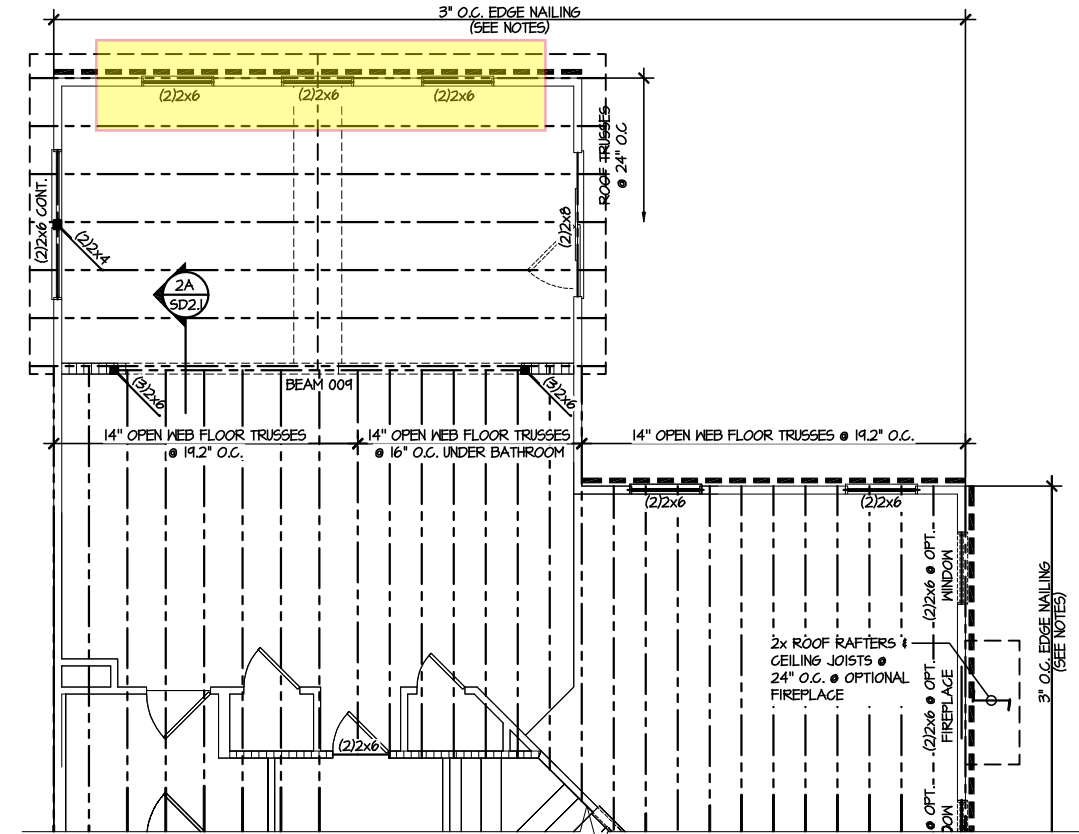 3" O.C. EDGE NAILING
(SEE NOTES)
(2)2x6
(2)2x6
(2)2x6
ROOF TRUSSES
@ 24" O.C
(2)2x6 CONT.
(2)2x4
(2)2x8
2A
SD2.1
BEAM 009
(3)2x6
(3)2x6
14" OPEN WEB FLOOR TRUSSES
@ 19.2" O.C.
14" OPEN WEB FLOOR TRUSSES
@ 16" O.C. UNDER BATHROOM
14" OPEN WEB FLOOR TRUSSES @ 19.2" O.C.
(2)2x6
(2)2x6
(2)2x6 @ OPT.
WINDOW
3" O.C. EDGE NAILING
(SEE NOTES)
2x ROOF RAFTERS &
CEILING JOISTS @
24" O.C. @ OPTIONAL
FIREPLACE
(2)2x6 @ OPT.
FIREPLACE
(2)2x6
@ OPT.